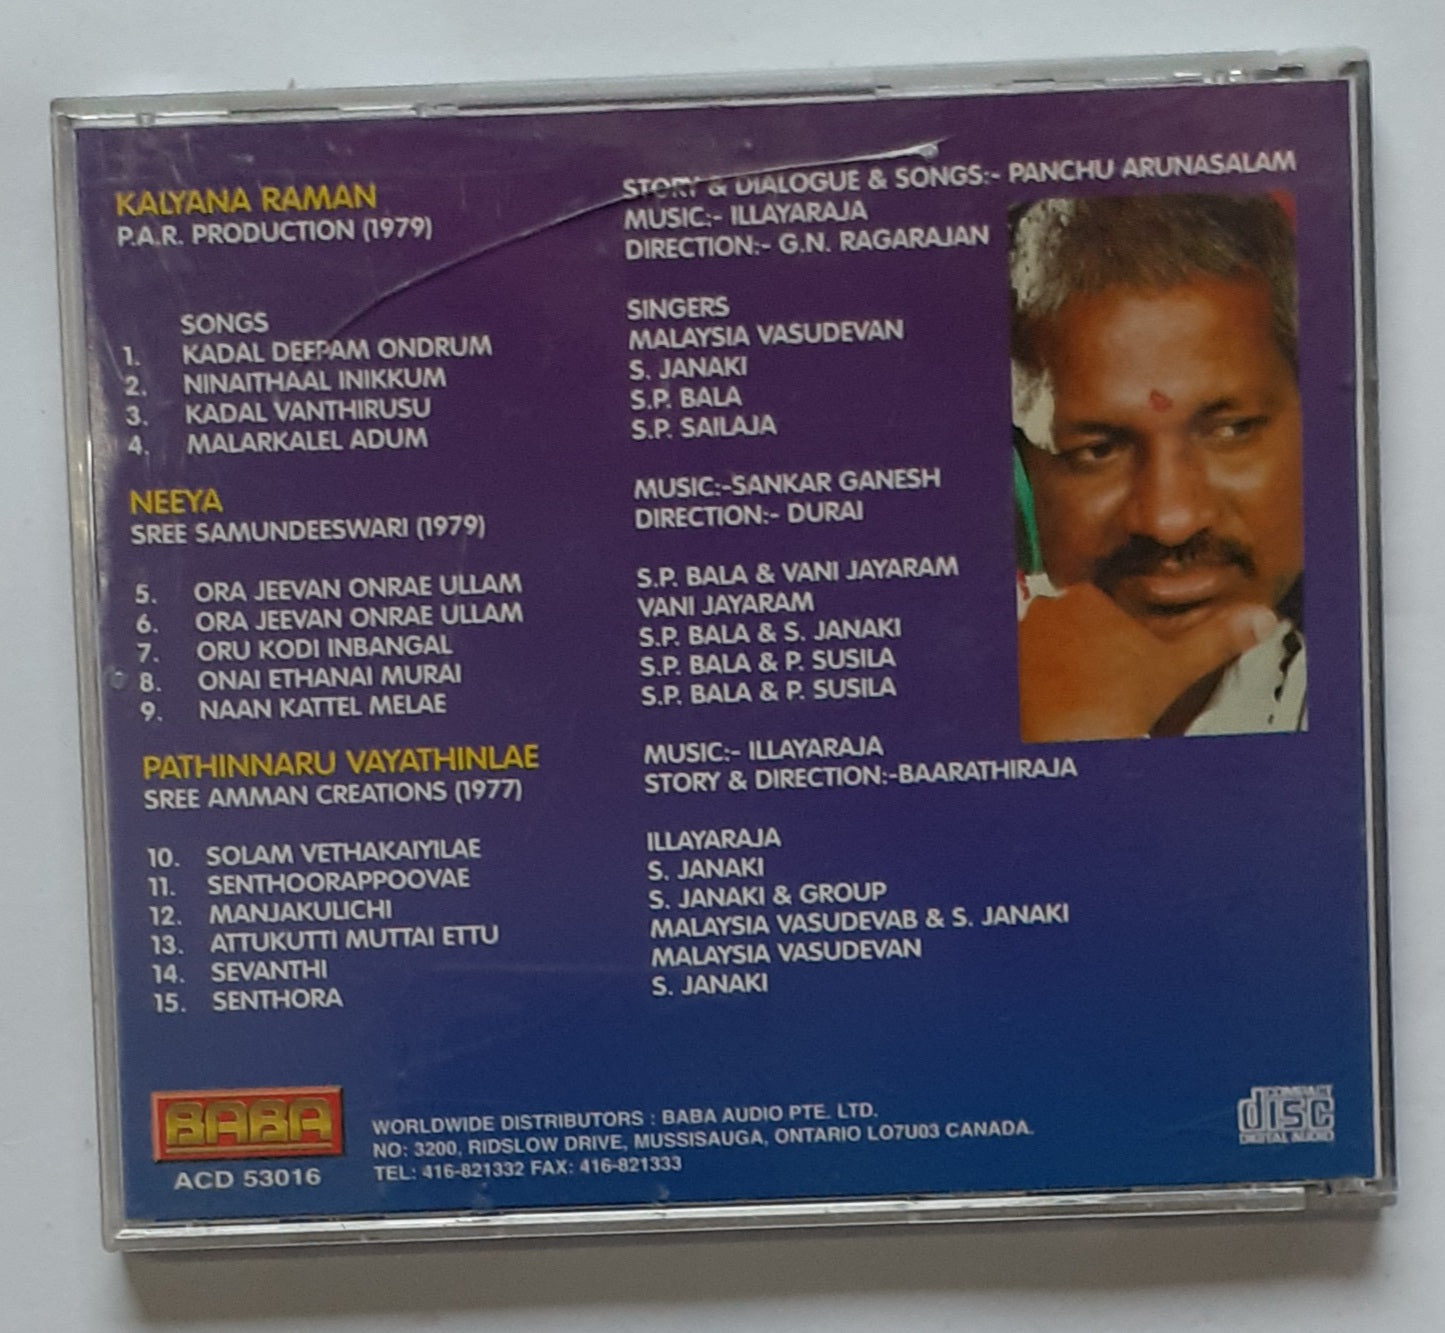 KALYANA RAMAN
P.A.R. PRODUCTION (1979)
STORY & DIALOGUE & SONGS:- PANCHU ARUNASALAM
MUSIC:- ILLAYARAJA
DIRECTION:- G.N. RAGARAJAN
SONGS SINGERS
1. KADAL DEEPAM ONDRUM MALAYSIA VASUDEVAN
2. NINAITHAAL INIKKUM S. JANAKI
3. KADAL VANTHIRUSU S.P. BALA
4. MALARKALEL ADUM S.P. SAILAJA
NEEYA MUSIC:-SANKAR GANESH
SREE SAMUNDEESWARI (1979) DIRECTION:- DURAI
5. ORA JEEVAN ONRAE ULLAM S.P. BALA & VANI JAYARAM
6. ORA JEEVAN ONRAE ULLAM VANI JAYARAM
7. ORU KODI INBANGAL S.P. BALA & S. JANAKI
8. ONAI ETHANAI MURAI S.P. BALA & P. SUSILA
9. NAAN KATTEL MELAE S.P. BALA & P. SUSILA
PATHINNARU VAYATHINLAE MUSIC:- ILLAYARAJA
SREE AMMAN CREATIONS (1977) STORY & DIRECTION:-BAARATHIRAJA
10. SOLAM VETHAKAIYILAE ILLAYARAJA
11. SENTHOORAPPOOVAE S. JANAKI
12. MANJAKULICHI S. JANAKI & GROUP
13. ATTUKUTTI MUTTAI ETTU MALAYSIA VASUDEVAB & S. JANAKI
14. SEVANTHI MALAYSIA VASUDEVAN
15. SENTHORA S. JANAKI
BABA
ACD 53016
WORLDWIDE DISTRIBUTORS : BABA AUDIO PTE. LTD.
NO: 3200, RIDSLOW DRIVE, MUSSISAUGA, ONTARIO LO7U03 CANADA.
TEL: 416-821332 FAX: 416-821333
COMPACT
disc
DIGITAL AUDIO